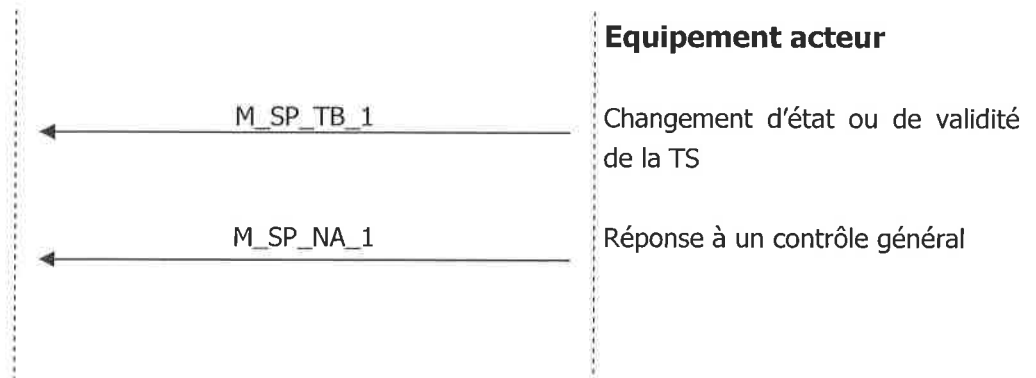 Equipement acteur
M_SP_TB_1
Changement d'état ou de validité
de la TS
M_SP_NA_1
Réponse à un contrôle général